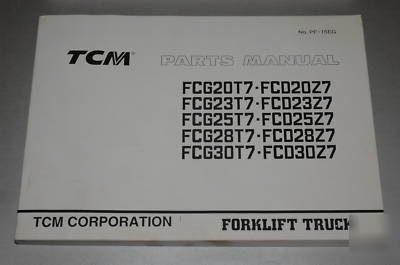 No. PF-15EG
TCM PARTS MANUAL
FCG20T7·FCD20Z7
FCG23T7·FCD23Z7
FCG25T7·FCD25Z7
FCG28T7·FCD28Z7
FCG30T7·FCD30Z7
TCM CORPORATION FORKLIFT TRUCK